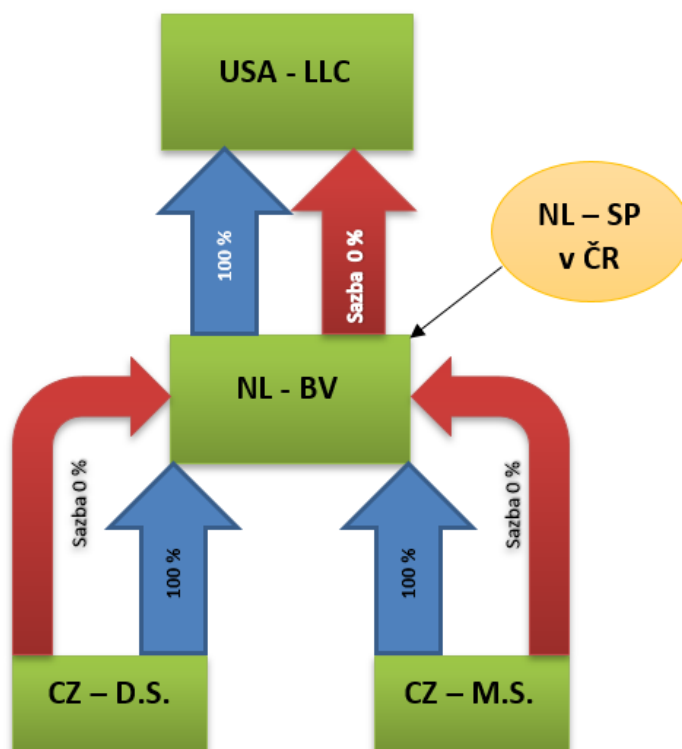 USA - LLC
100 %
Sazba 0 %
NL – SP
v ČR
NL - BV
Sazba 0 %
100 %
100 %
Sazba 0 %
CZ – D.S.
CZ – M.S.